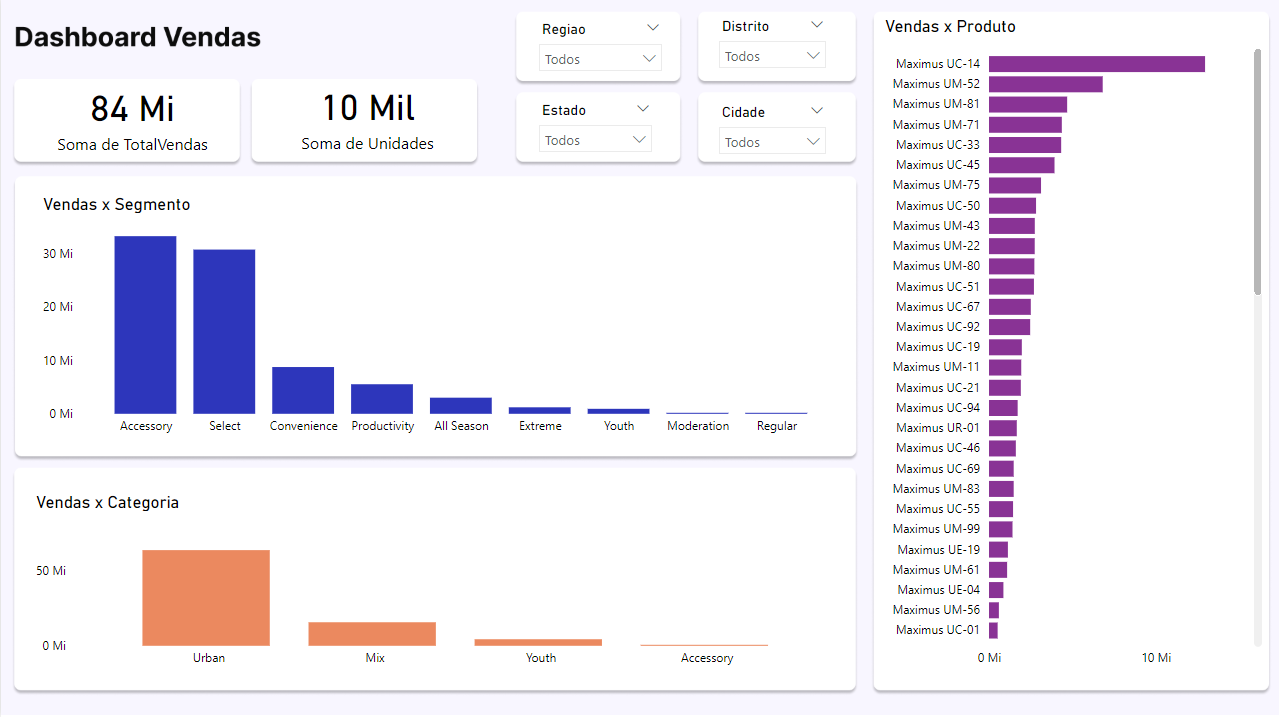 Dashboard Vendas
84 Mi
Soma de TotalVendas
10 Mil
Soma de Unidades
Regiao
Todos
Distrito
Todos
Estado
Todos
Cidade
Todos
Vendas x Segmento
30 Mi
20 Mi
10 Mi
0 Mi
Accessory Select Convenience Productivity All Season Extreme Youth Moderation Regular
Vendas x Categoria
50 Mi
0 Mi
Urban Mix Youth Accessory
Vendas x Produto
Maximus UC-14
Maximus UM-52
Maximus UM-81
Maximus UM-71
Maximus UC-33
Maximus UC-45
Maximus UM-75
Maximus UC-50
Maximus UM-43
Maximus UM-22
Maximus UM-80
Maximus UC-51
Maximus UC-67
Maximus UC-92
Maximus UC-19
Maximus UM-11
Maximus UC-21
Maximus UC-94
Maximus UR-01
Maximus UC-46
Maximus UC-69
Maximus UM-83
Maximus UC-55
Maximus UM-99
Maximus UE-19
Maximus UM-61
Maximus UE-04
Maximus UM-56
Maximus UC-01
0 Mi 10 Mi